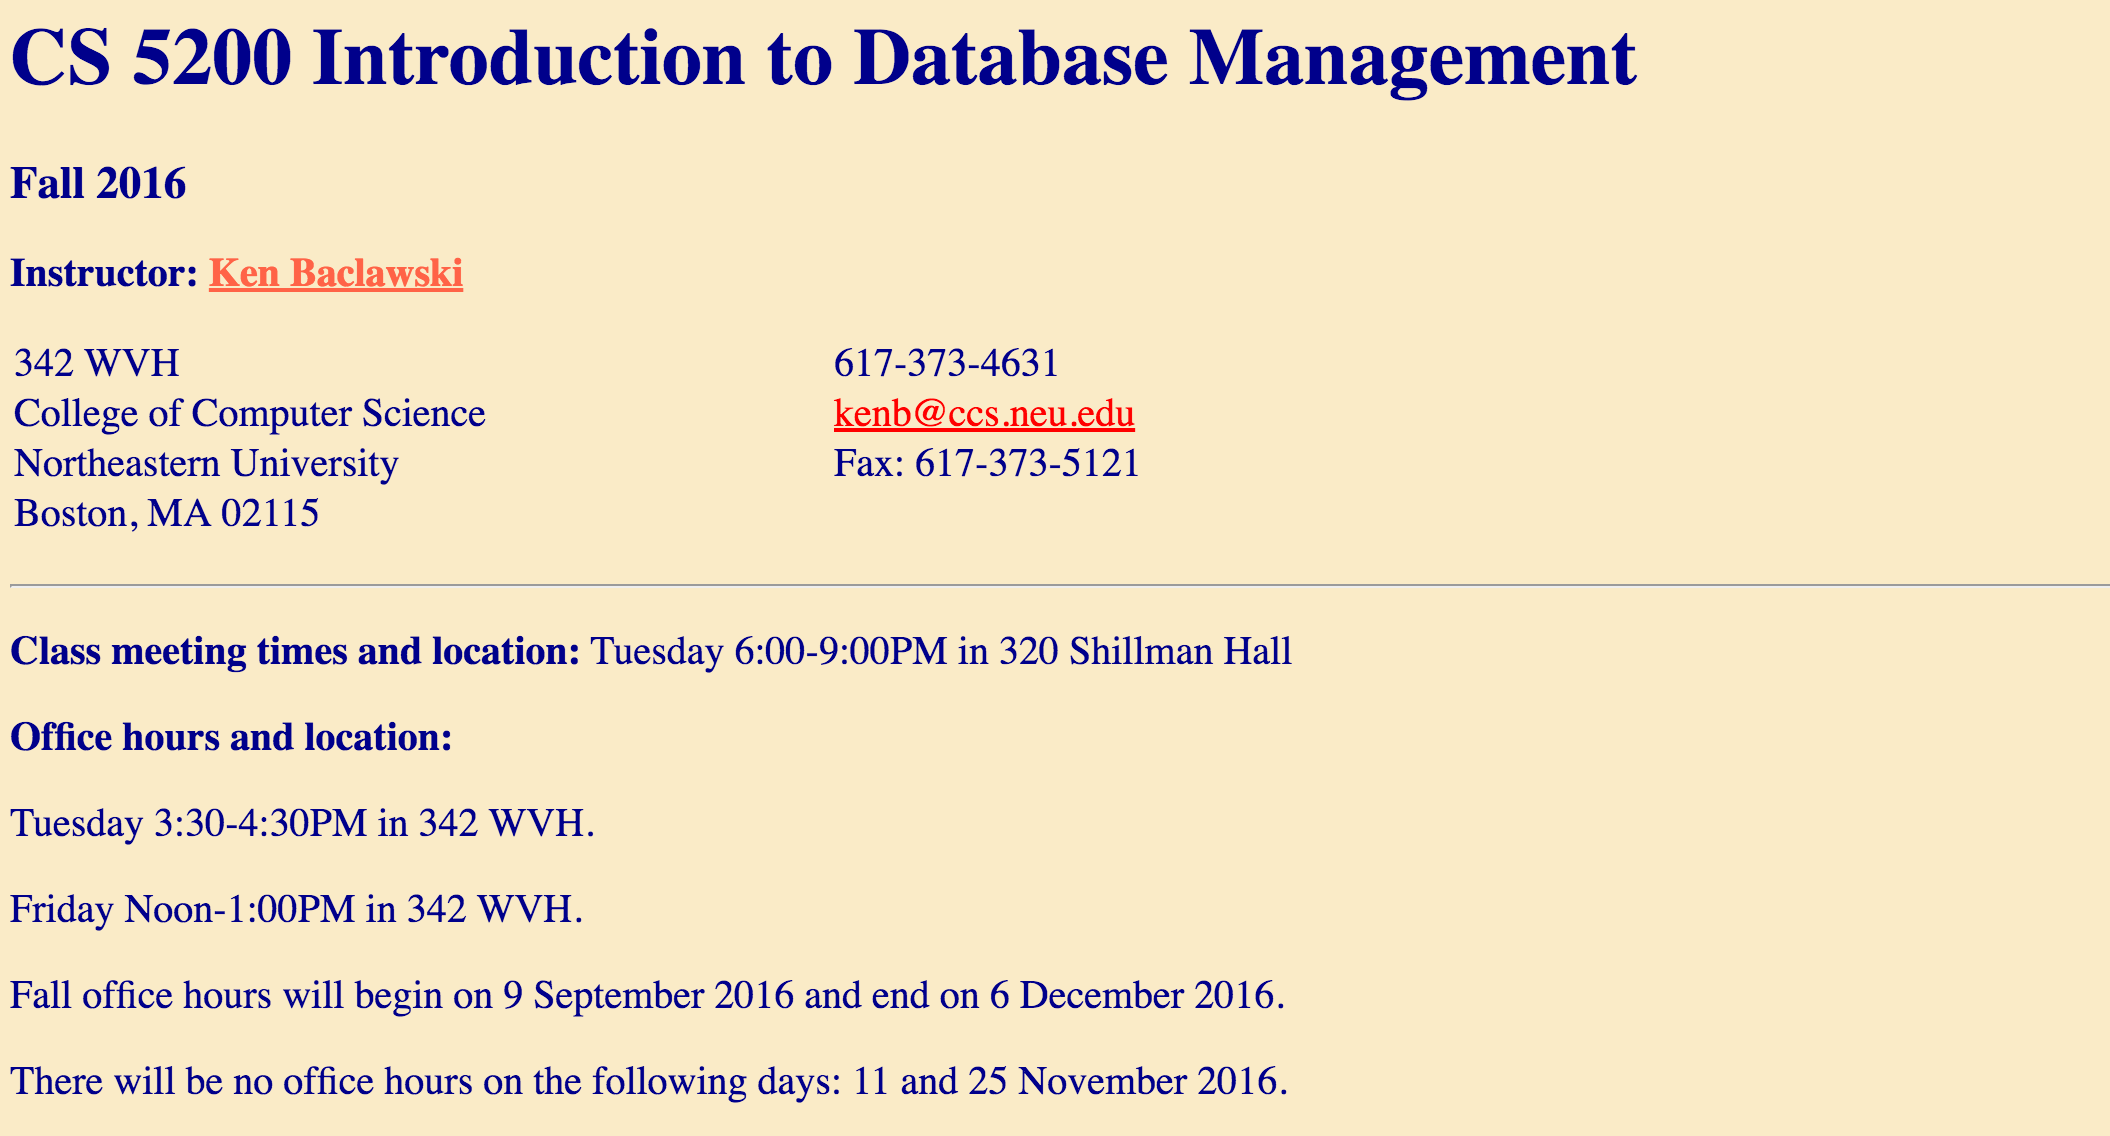 CS 5200 Introduction to Database Management
Fall 2016
Instructor: Ken Baclawski
342 WVH
College of Computer Science
Northeastern University
Boston, MA 02115
617-373-4631
kenb@ccs.neu.edu
Fax: 617-373-5121
Class meeting times and location: Tuesday 6:00-9:00PM in 320 Shillman Hall
Office hours and location:
Tuesday 3:30-4:30PM in 342 WVH.
Friday Noon-1:00PM in 342 WVH.
Fall office hours will begin on 9 September 2016 and end on 6 December 2016.
There will be no office hours on the following days: 11 and 25 November 2016.